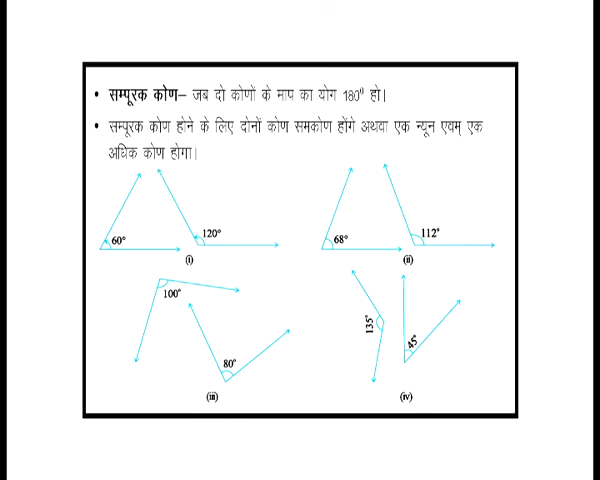 • सम्पूरक कोण– जब दो कोणों के माप का योग 180⁰ हो।
• सम्पूरक कोण होने के लिए दोनों कोण समकोण होंगे अथवा एक न्यून एवम् एक
अधिक कोण होगा।
60° 120° 68° 112°
(i) (ii)
100° 135° 45°
80°
(iii) (iv)